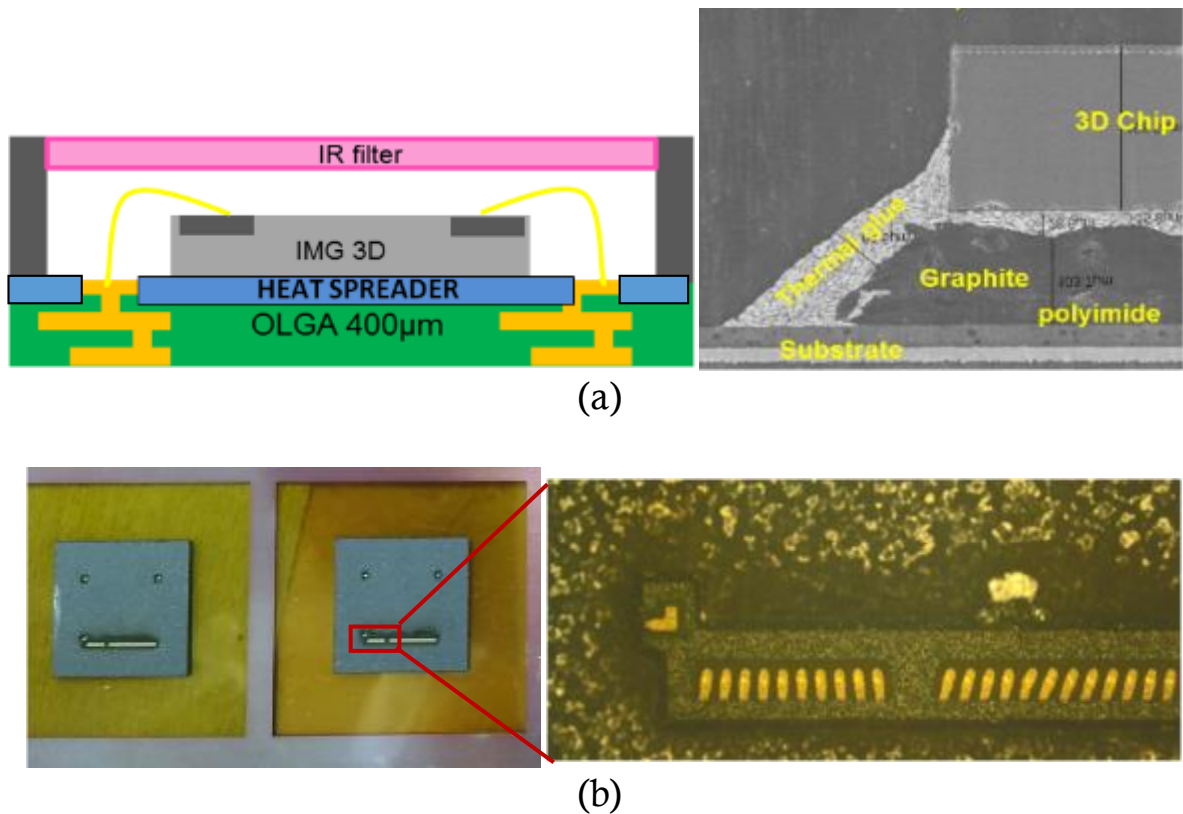 IR filter
IMG 3D
HEAT SPREADER
OLGA 400µm
3D Chip
Thermal glue
Graphite
polyimide
Substrate
(a)
(b)